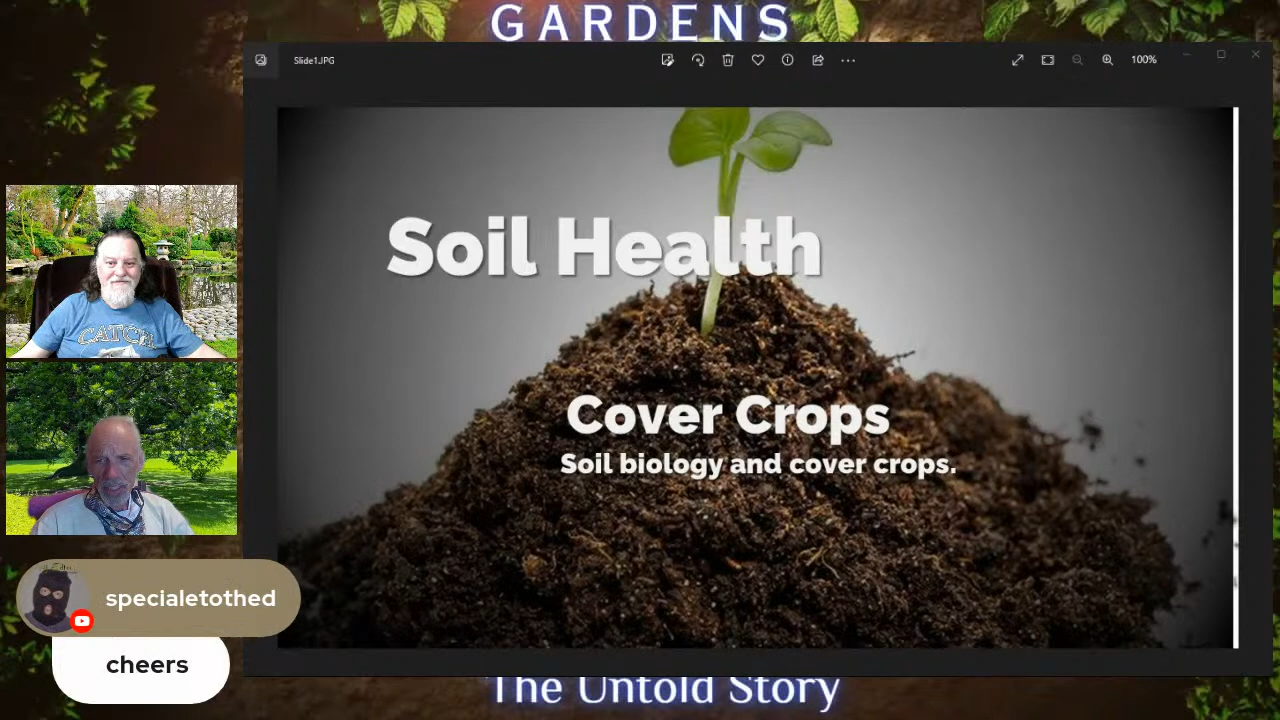 GARDENS
Slide1.JPG
100%
Soil Health
Cover Crops
Soil biology and cover crops.
CATCH
specialetothed
cheers
The Untold Story